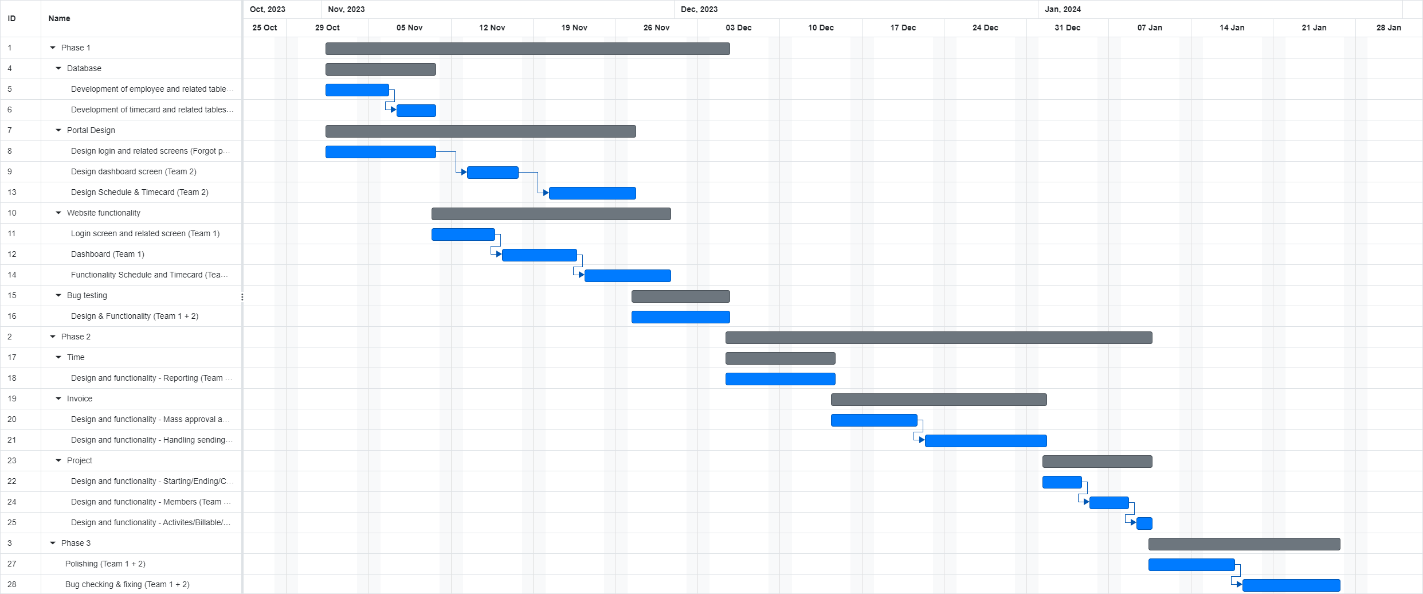 ID Name Oct, 2023 Nov, 2023 Dec, 2023 Jan, 2024
25 Oct 29 Oct 05 Nov 12 Nov 19 Nov 26 Nov 03 Dec 10 Dec 17 Dec 24 Dec 31 Dec 07 Jan 14 Jan 21 Jan 28 Jan
1 Phase 1
4 Database
5 Development of employee and related table...
6 Development of timecard and related tables...
7 Portal Design
8 Design login and related screens (Forgot p...
9 Design dashboard screen (Team 2)
13 Design Schedule & Timecard (Team 2)
10 Website functionality
11 Login screen and related screen (Team 1)
12 Dashboard (Team 1)
14 Functionality Schedule and Timecard (Tea...
15 Bug testing
16 Design & Functionality (Team 1 + 2)
2 Phase 2
17 Time
18 Design and functionality - Reporting (Team ...
19 Invoice
20 Design and functionality - Mass approval a...
21 Design and functionality - Handling sending...
23 Project
22 Design and functionality - Starting/Ending/C...
24 Design and functionality - Members (Team ...
25 Design and functionality - Activites/Billable/...
3 Phase 3
27 Polishing (Team 1 + 2)
28 Bug checking & fixing (Team 1 + 2)